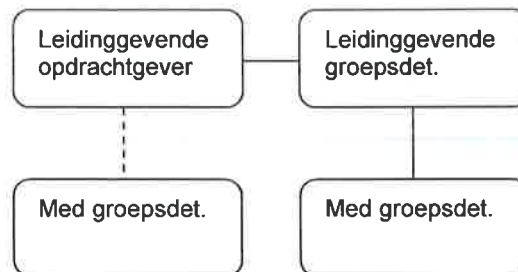 Leidinggevende
opdrachtgever
Leidinggevende
groepsdet.
Med groepsdet.
Med groepsdet.